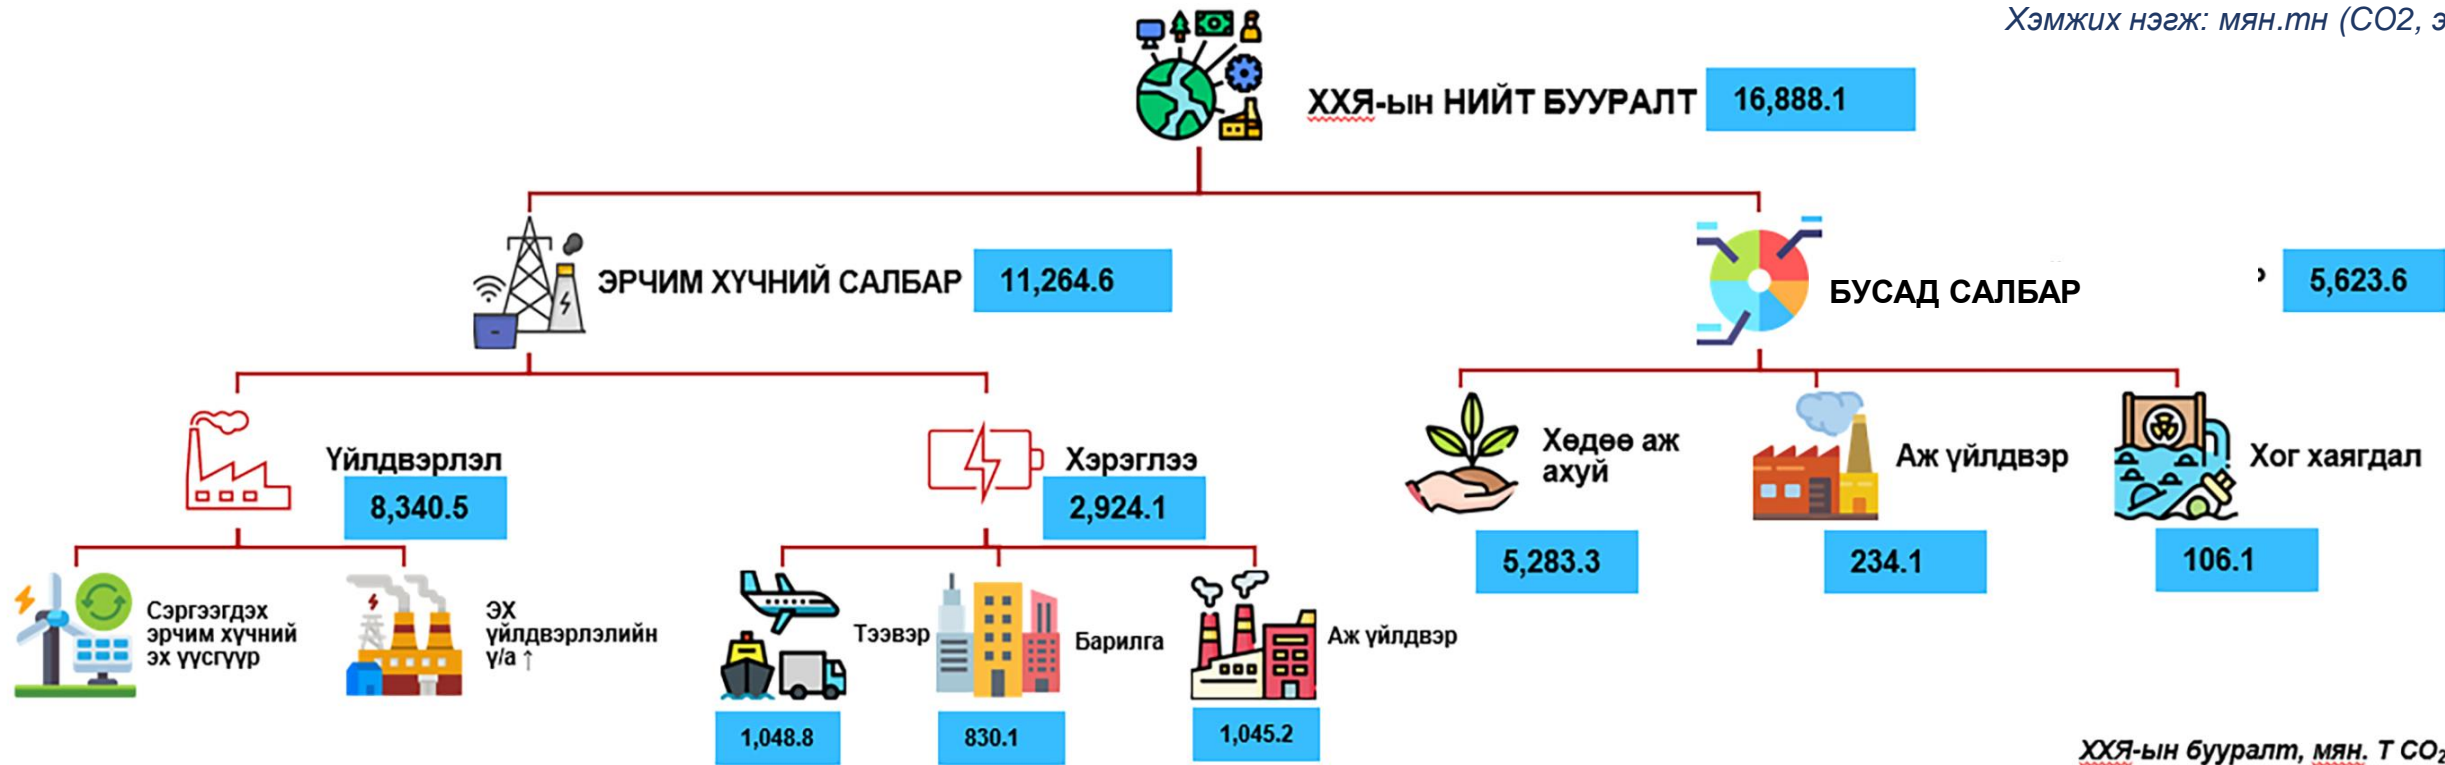 Хэмжих нэгж: мян.тн (CO2, э
ХХЯ-ын НИЙТ БУУРАЛТ 16,888.1
ЭРЧИМ ХҮЧНИЙ САЛБАР 11,264.6
БУСАД САЛБАР 5,623.6
Үйлдвэрлэл
8,340.5
Хэрэглээ
2,924.1
Хөдөө аж
ахуй
5,283.3
Аж үйлдвэр
234.1
Хог хаягдал
106.1
Сэргээгдэх
эрчим хүчний
эх үүсгүүр
ЭХ
үйлдвэрлэлийн
ү/а ↑
Тээвэр
1,048.8
Барилга
830.1
Аж үйлдвэр
1,045.2
ХХЯ-ын бууралт, мян. Т CO₂